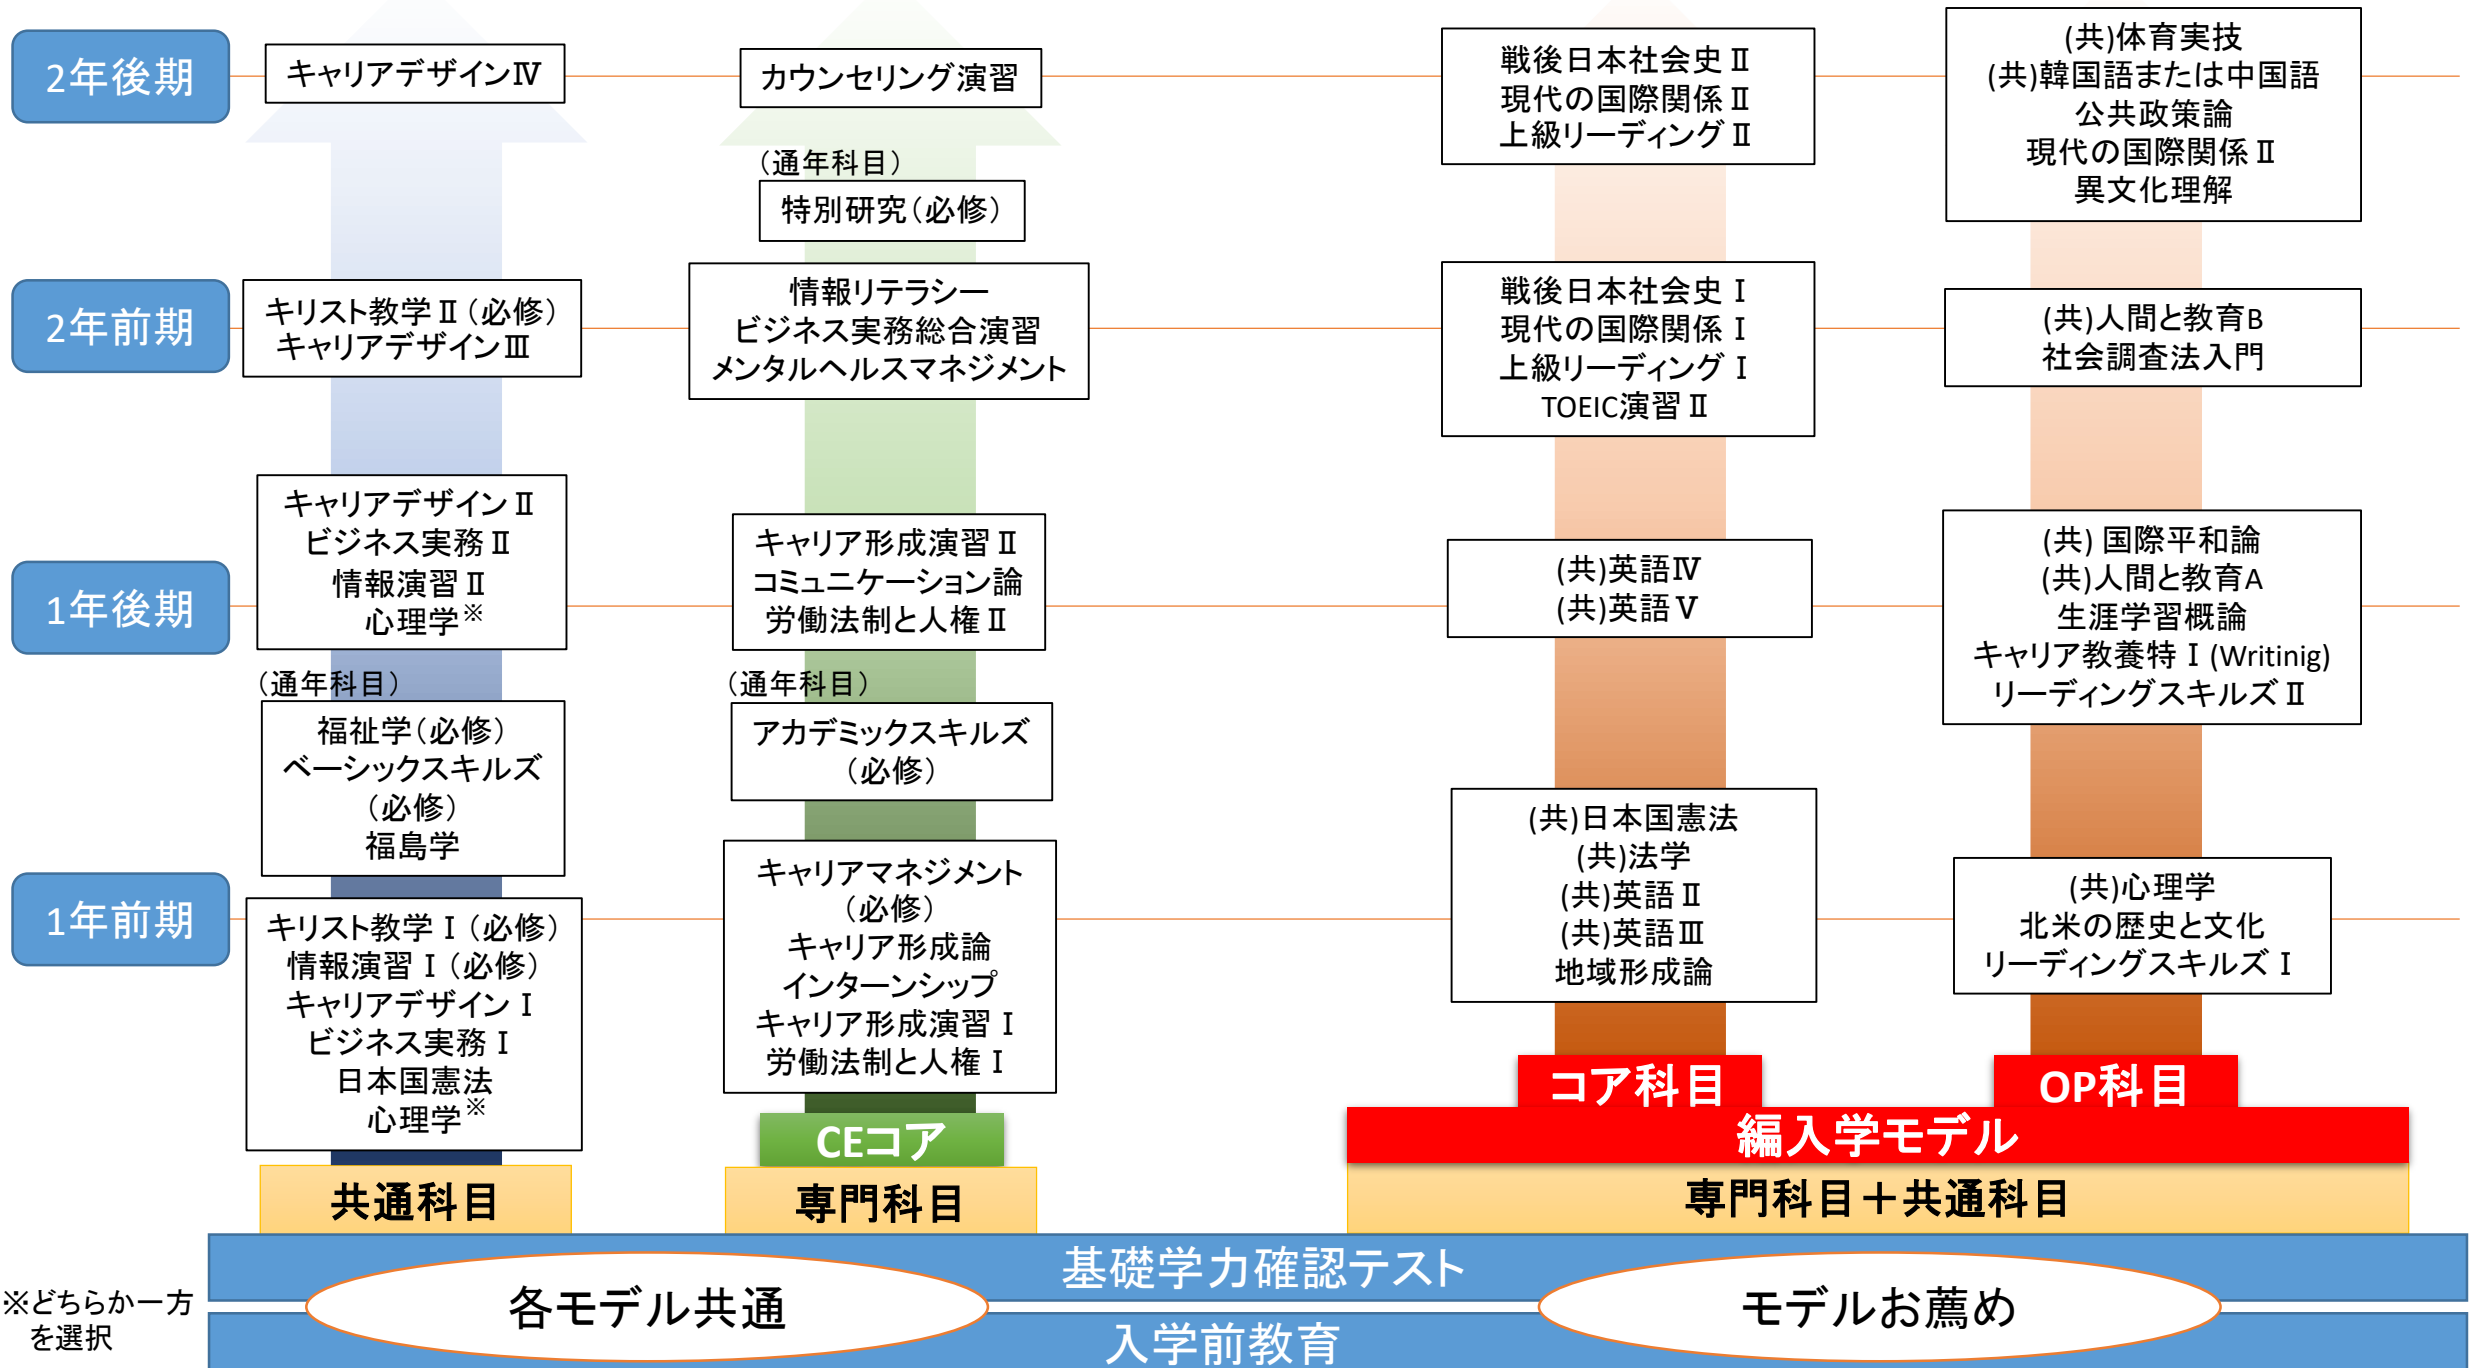 2年後期
キャリアデザインⅣ
カウンセリング演習
戦後日本社会史Ⅱ
現代の国際関係Ⅱ
上級リーディングⅡ
(共)体育実技
(共)韓国語または中国語
公共政策論
現代の国際関係Ⅱ
異文化理解
（通年科目）
特別研究（必修）
2年前期
キリスト教学Ⅱ（必修）
キャリアデザインⅢ
情報リテラシー
ビジネス実務総合演習
メンタルヘルスマネジメント
戦後日本社会史Ⅰ
現代の国際関係Ⅰ
上級リーディングⅠ
TOEIC演習Ⅱ
(共)人間と教育B
社会調査法入門
1年後期
キャリアデザインⅡ
ビジネス実務Ⅱ
情報演習Ⅱ
心理学※
キャリア形成演習Ⅱ
コミュニケーション論
労働法制と人権Ⅱ
(共)英語Ⅳ
(共)英語Ⅴ
(共) 国際平和論
(共)人間と教育A
生涯学習概論
キャリア教養特Ⅰ(Writinig)
リーディングスキルズⅡ
（通年科目）
福祉学（必修）
ベーシックスキルズ
（必修）
福島学
（通年科目）
アカデミックスキルズ
（必修）
1年前期
キリスト教学Ⅰ（必修）
情報演習Ⅰ（必修）
キャリアデザインⅠ
ビジネス実務Ⅰ
日本国憲法
心理学※
キャリアマネジメント
（必修）
キャリア形成論
インターンシップ
キャリア形成演習Ⅰ
労働法制と人権Ⅰ
(共)日本国憲法
(共)法学
(共)英語Ⅱ
(共)英語Ⅲ
地域形成論
(共)心理学
北米の歴史と文化
リーディングスキルズⅠ
コア科目
OP科目
CEコア
編入学モデル
共通科目
専門科目
専門科目＋共通科目
基礎学力確認テスト
各モデル共通
モデルお薦め
入学前教育
※どちらか一方
を選択